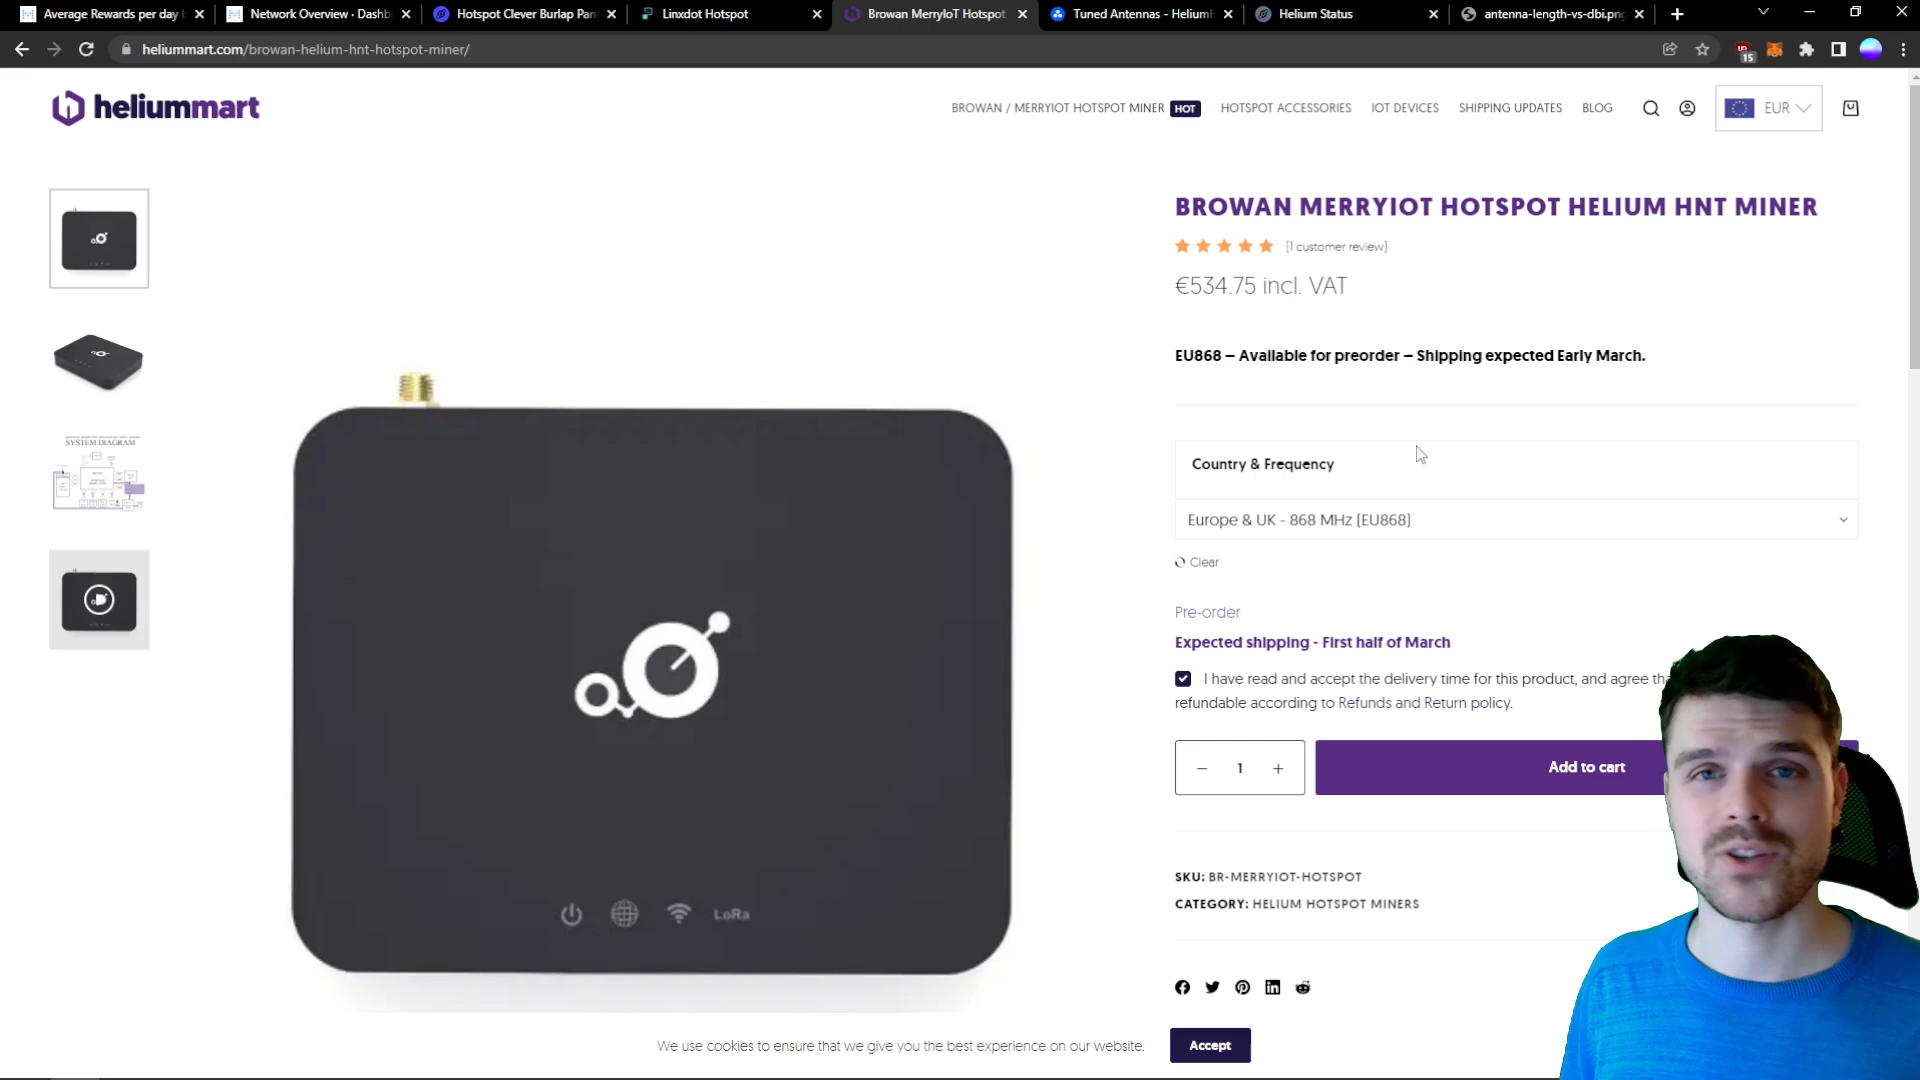 Average Rewards per day b
Network Overview · Dashb
Hotspot Clever Burlap Pan
Linxdot Hotspot
Browan MerryIoT Hotspot
Tuned Antennas - HeliumH
Helium Status
antenna-length-vs-dbi.png
heliummart.com/browan-helium-hnt-hotspot-miner/
15
heliummart
BROWAN / MERRYIOT HOTSPOT MINER HOT
HOTSPOT ACCESSORIES
IOT DEVICES
SHIPPING UPDATES
BLOG
EUR
SYSTEM DIAGRAM
LoRa
BROWAN MERRYIOT HOTSPOT HELIUM HNT MINER
[1 customer review]
€534.75 incl. VAT
EU868 – Available for preorder – Shipping expected Early March.
Country & Frequency
Europe & UK - 868 MHz (EU868)
Clear
Pre-order
Expected shipping - First half of March
I have read and accept the delivery time for this product, and agree tha
refundable according to Refunds and Return policy.
− 1 +
Add to cart
SKU: BR-MERRYIOT-HOTSPOT
CATEGORY: HELIUM HOTSPOT MINERS
We use cookies to ensure that we give you the best experience on our website.
Accept